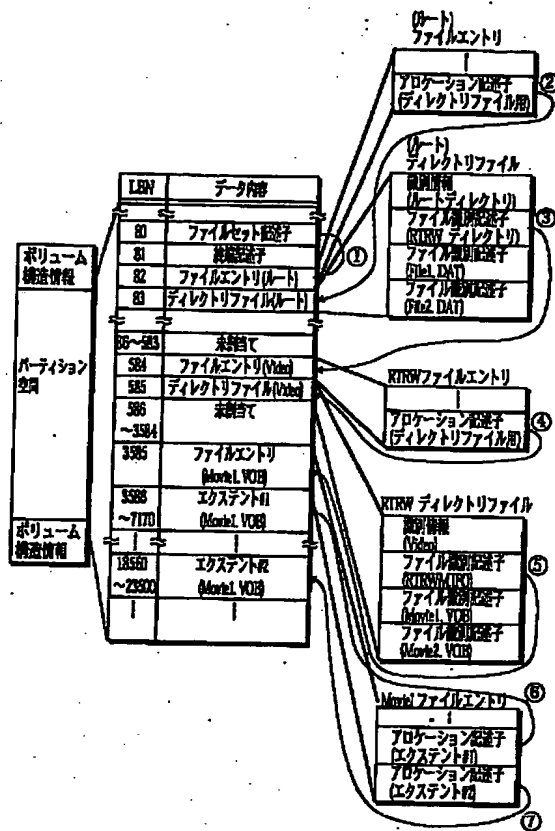 (ルート)
ファイルエントリ
アロケーション記述子
(ディレクトリファイル用)
②
(ルート)
ディレクトリファイル
識別情報
(ルートディレクトリ)
ファイル識別記述子
(RTRW ディレクトリ)
ファイル識別記述子
(File1. DAT)
ファイル識別記述子
(File2. DAT)
③
LBN
データ内容
80
ファイルセット記述子
81
終端記述子
82
ファイルエントリ(ルート)
83
ディレクトリファイル(ルート)
①
86~583
未割当て
584
ファイルエントリ(Video)
585
ディレクトリファイル(Video)
586
~3584
未割当て
3585
ファイルエントリ
(Movie1. VOB)
3588
~7170
エクステント#1
(Movie1. VOB)
18560
~23500
エクステント#2
(Movie1. VOB)
ボリューム
構造情報
パーティション
空間
ボリューム
構造情報
RTRWファイルエントリ
アロケーション記述子
(ディレクトリファイル用)
④
RTRW ディレクトリファイル
識別情報
(Video)
ファイル識別記述子
ファイル識別記述子
(Movie1. VOB)
ファイル識別記述子
(Movie2. VOB)
⑤
⑥
Movie1ファイルエントリ
アロケーション記述子
(エクステント#1)
アロケーション記述子
(エクステント#2)
⑦